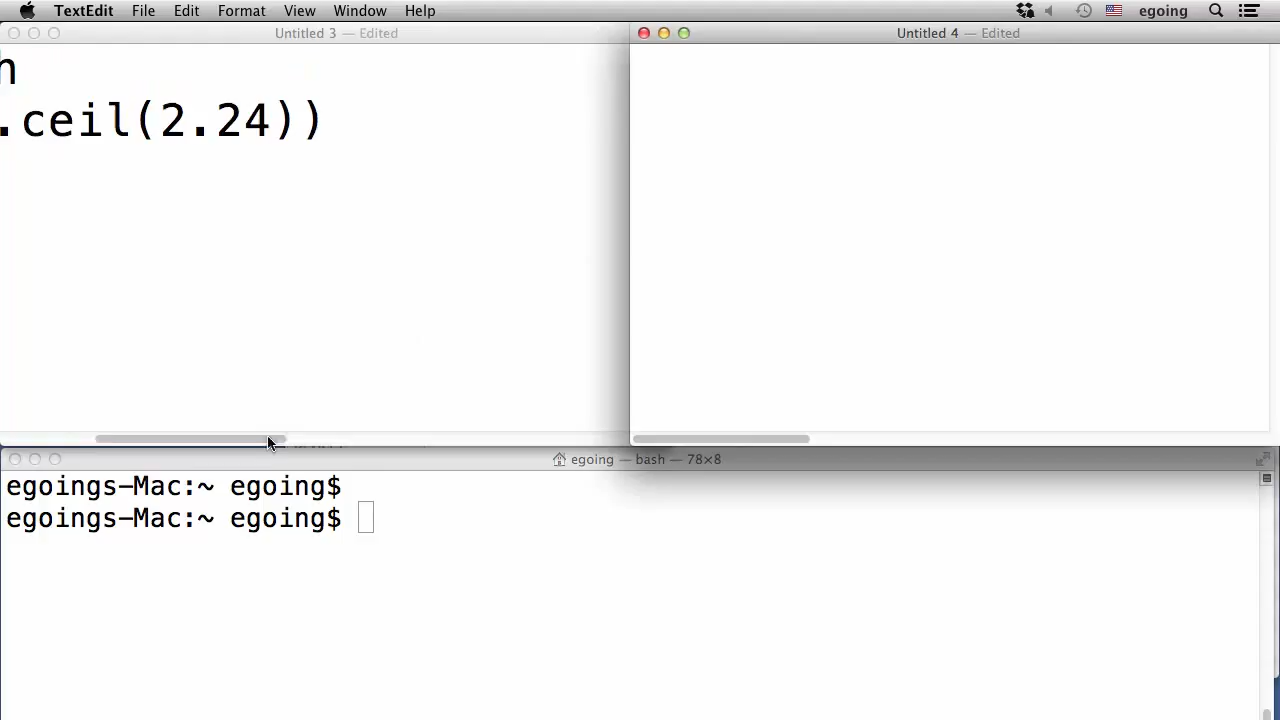 TextEdit File Edit Format View Window Help egoing
Untitled 3 — Edited
Untitled 4 — Edited
h
.ceil(2.24))
egoing — bash — 78×8
egoings-Mac:~ egoing$
egoings-Mac:~ egoing$